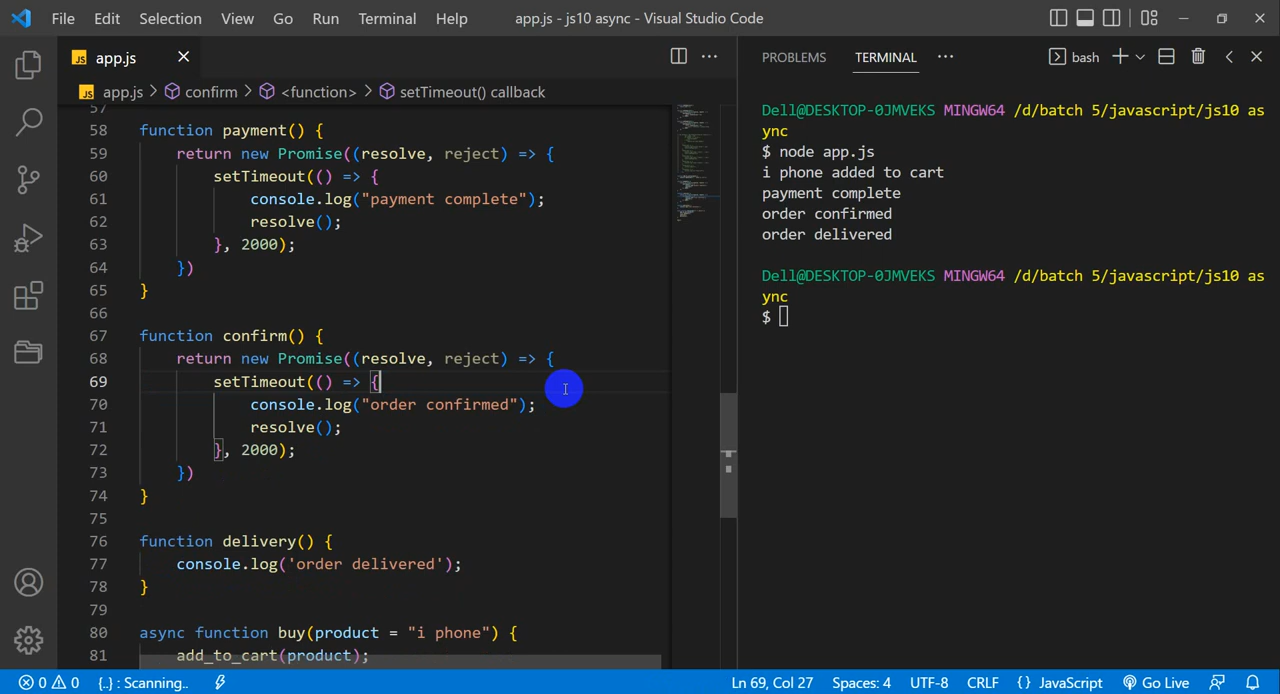 File Edit Selection View Go Run Terminal Help app.js - js10 async - Visual Studio Code
JS app.js
JS app.js > confirm > <function> > setTimeout() callback
57
58 function payment() {
59 return new Promise((resolve, reject) => {
60 setTimeout(() => {
61 console.log("payment complete");
62 resolve();
63 }, 2000);
64 })
65 }
66
67 function confirm() {
68 return new Promise((resolve, reject) => {
69 setTimeout(() => {
70 console.log("order confirmed");
71 resolve();
72 }, 2000);
73 })
74 }
75
76 function delivery() {
77 console.log('order delivered');
78 }
79
80 async function buy(product = "i phone") {
81 add_to_cart(product);
PROBLEMS TERMINAL bash
Dell@DESKTOP-0JMVEKS MINGW64 /d/batch 5/javascript/js10 as
ync
$ node app.js
i phone added to cart
payment complete
order confirmed
order delivered
Dell@DESKTOP-0JMVEKS MINGW64 /d/batch 5/javascript/js10 as
ync
$
0 0 {..} : Scanning.. Ln 69, Col 27 Spaces: 4 UTF-8 CRLF {} JavaScript Go Live